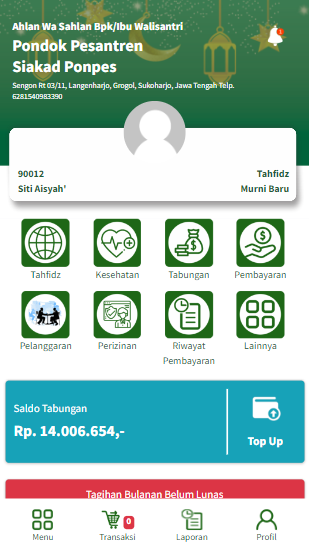 Ahlan Wa Sahlan Bpk/Ibu Walisantri
Pondok Pesantren
Siakad Ponpes
Sengon Rt 03/11, Langenharjo, Grogol, Sukoharjo, Jawa Tengah Telp.
6281540983390
90012
Tahfidz
Siti Aisyah'
Murni Baru
Tahfidz
Kesehatan
Tabungan
Pembayaran
Pelanggaran
Perizinan
Riwayat
Pembayaran
Lainnya
Saldo Tabungan
Rp. 14.006.654,-
Top Up
Tagihan Bulanan Belum Lunas
Menu
Transaksi
0
Laporan
Profil